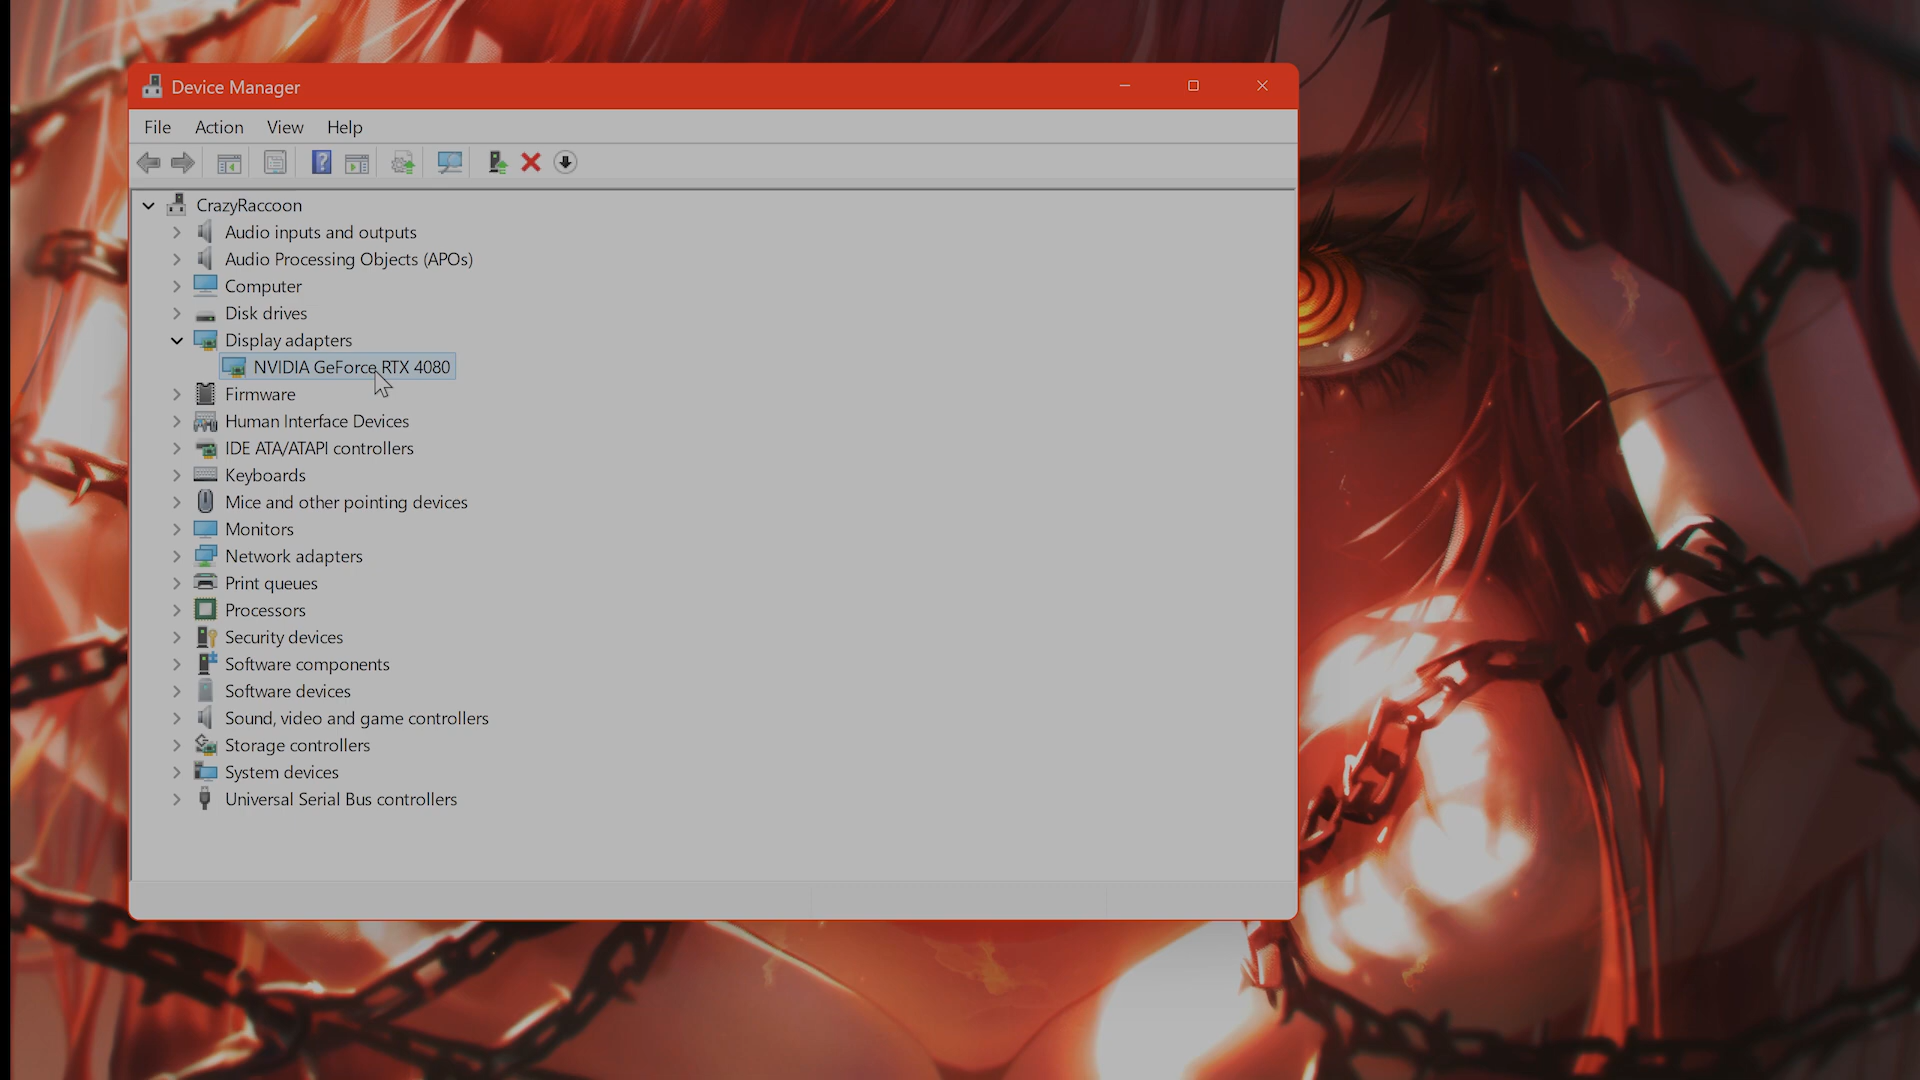 Device Manager
File Action View Help
CrazyRaccoon
Audio inputs and outputs
Audio Processing Objects (APOs)
Computer
Disk drives
Display adapters
NVIDIA GeForce RTX 4080
Firmware
Human Interface Devices
IDE ATA/ATAPI controllers
Keyboards
Mice and other pointing devices
Monitors
Network adapters
Print queues
Processors
Security devices
Software components
Software devices
Sound, video and game controllers
Storage controllers
System devices
Universal Serial Bus controllers